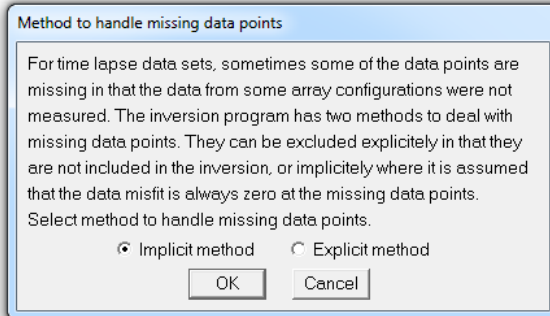 Method to handle missing data points
For time lapse data sets, sometimes some of the data points are
missing in that the data from some array configurations were not
measured. The inversion program has two methods to deal with
missing data points. They can be excluded explicitely in that they
are not included in the inversion, or implicitely where it is assumed
that the data misfit is always zero at the missing data points.
Select method to handle missing data points.
Implicit method Explicit method
OK Cancel